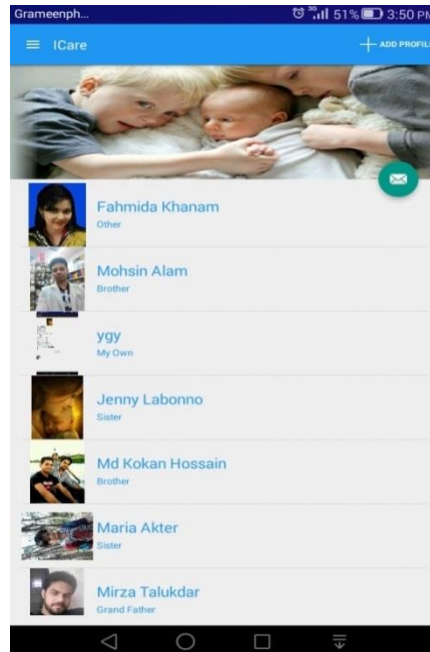 Grameenph... 3G 51% 3:50 PM
ICare ADD PROFIL
Fahmida Khanam
Other
Mohsin Alam
Brother
ygy
My Own
Jenny Labonno
Sister
Md Kokan Hossain
Brother
Maria Akter
Sister
Mirza Talukdar
Grand Father